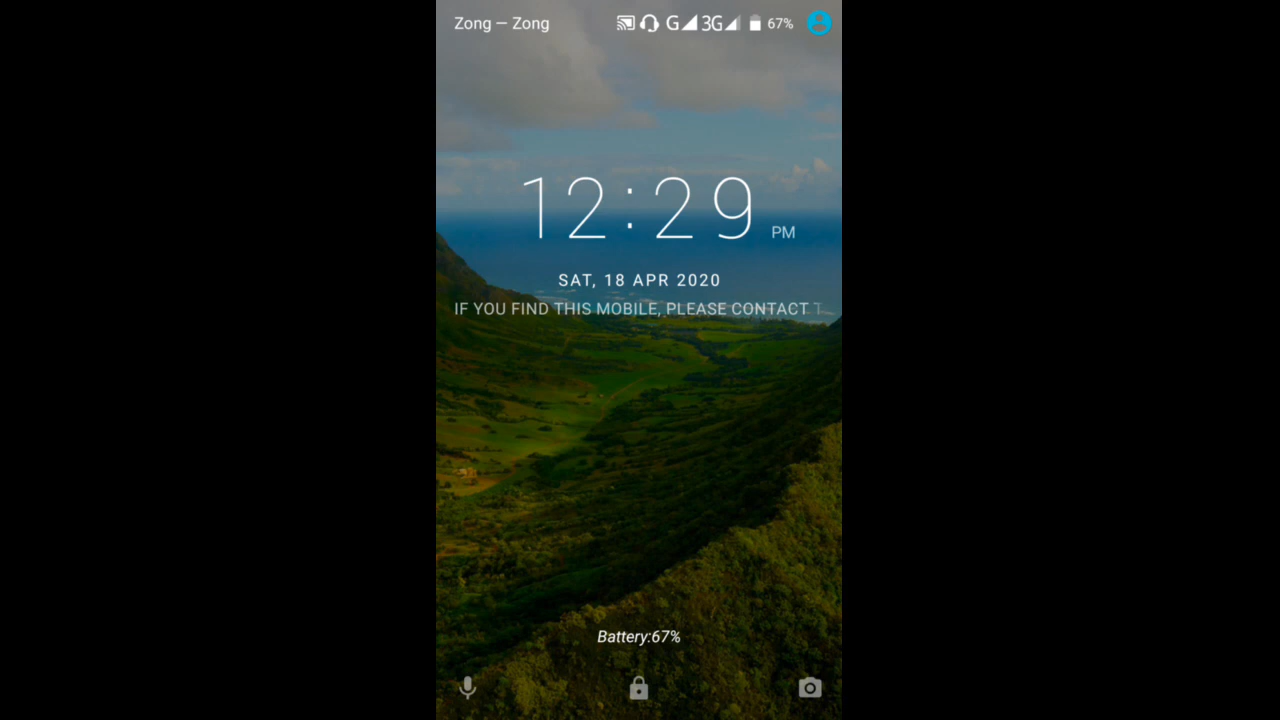 Zong — Zong G 3G 67%
12:29 PM
SAT, 18 APR 2020
IF YOU FIND THIS MOBILE, PLEASE CONTACT T
Battery:67%